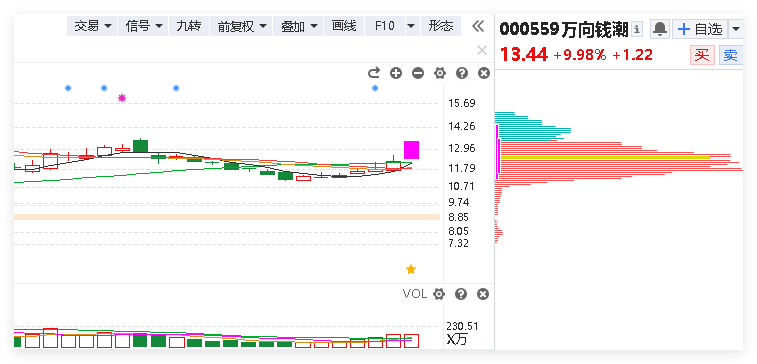 交易 信号 九转 前复权 叠加 画线 F10 形态
000559万向钱潮 自选
13.44 +9.98% +1.22 买 卖
15.69
14.26
12.96
11.79
10.71
9.74
8.85
8.05
7.32
VOL
230.51
X万